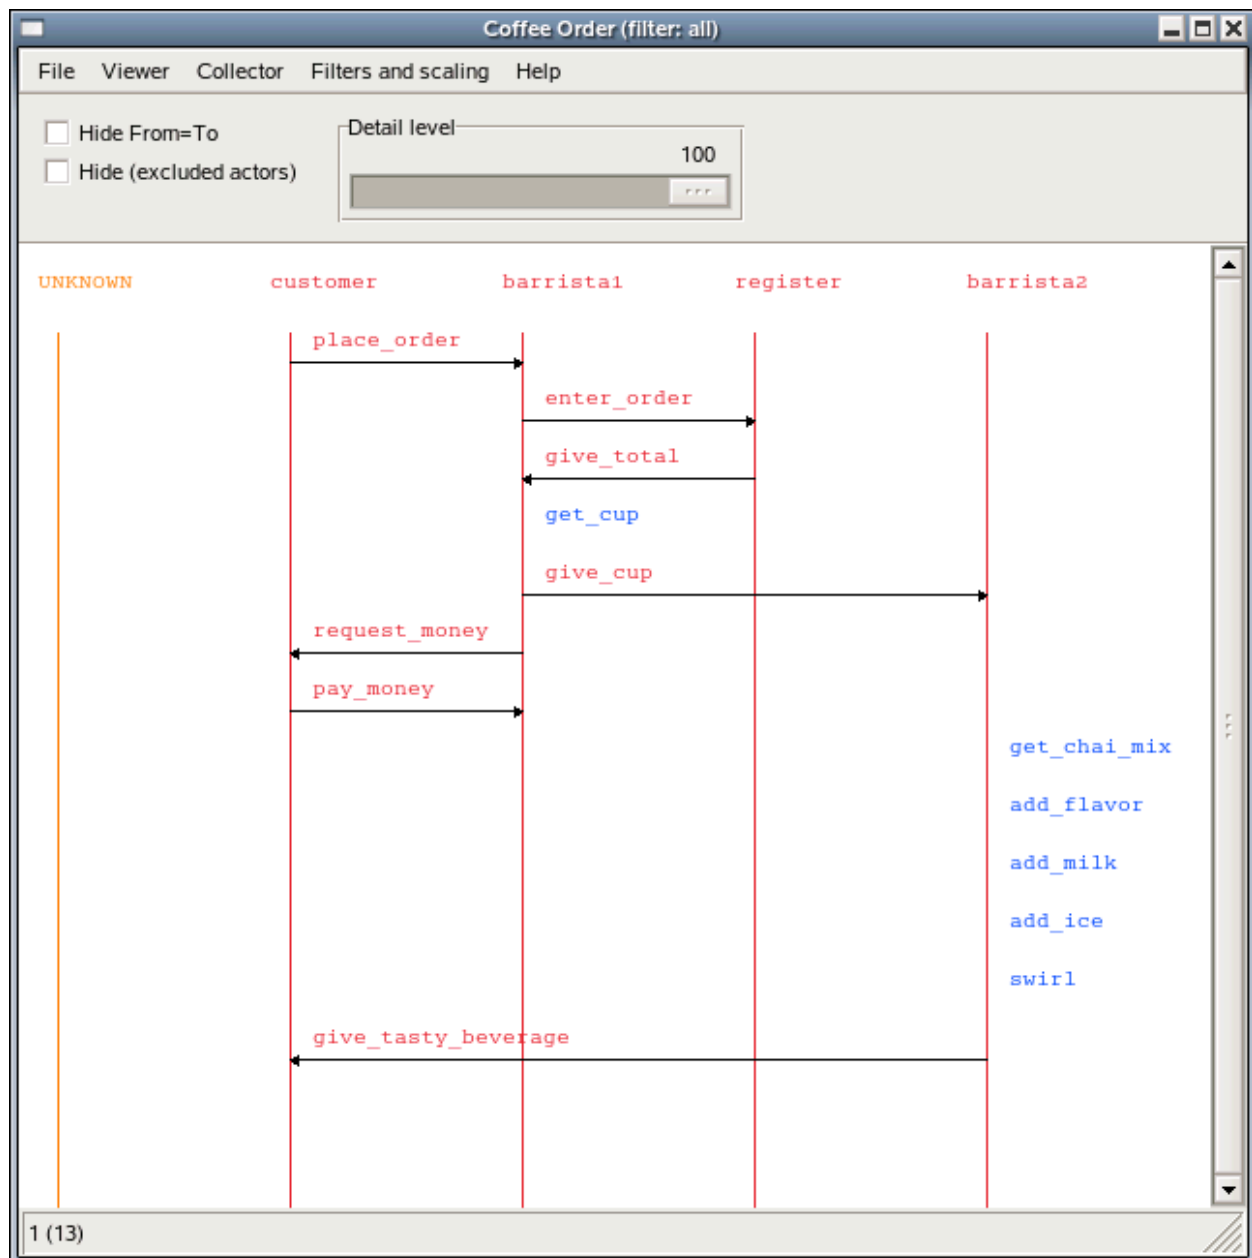 Coffee Order (filter: all)
File Viewer Collector Filters and scaling Help
Hide From=To
Hide (excluded actors)
Detail level
100
UNKNOWN customer barrista1 register barrista2
place_order
enter_order
give_total
get_cup
give_cup
request_money
pay_money
get_chai_mix
add_flavor
add_milk
add_ice
swirl
give_tasty_beverage
1 (13)